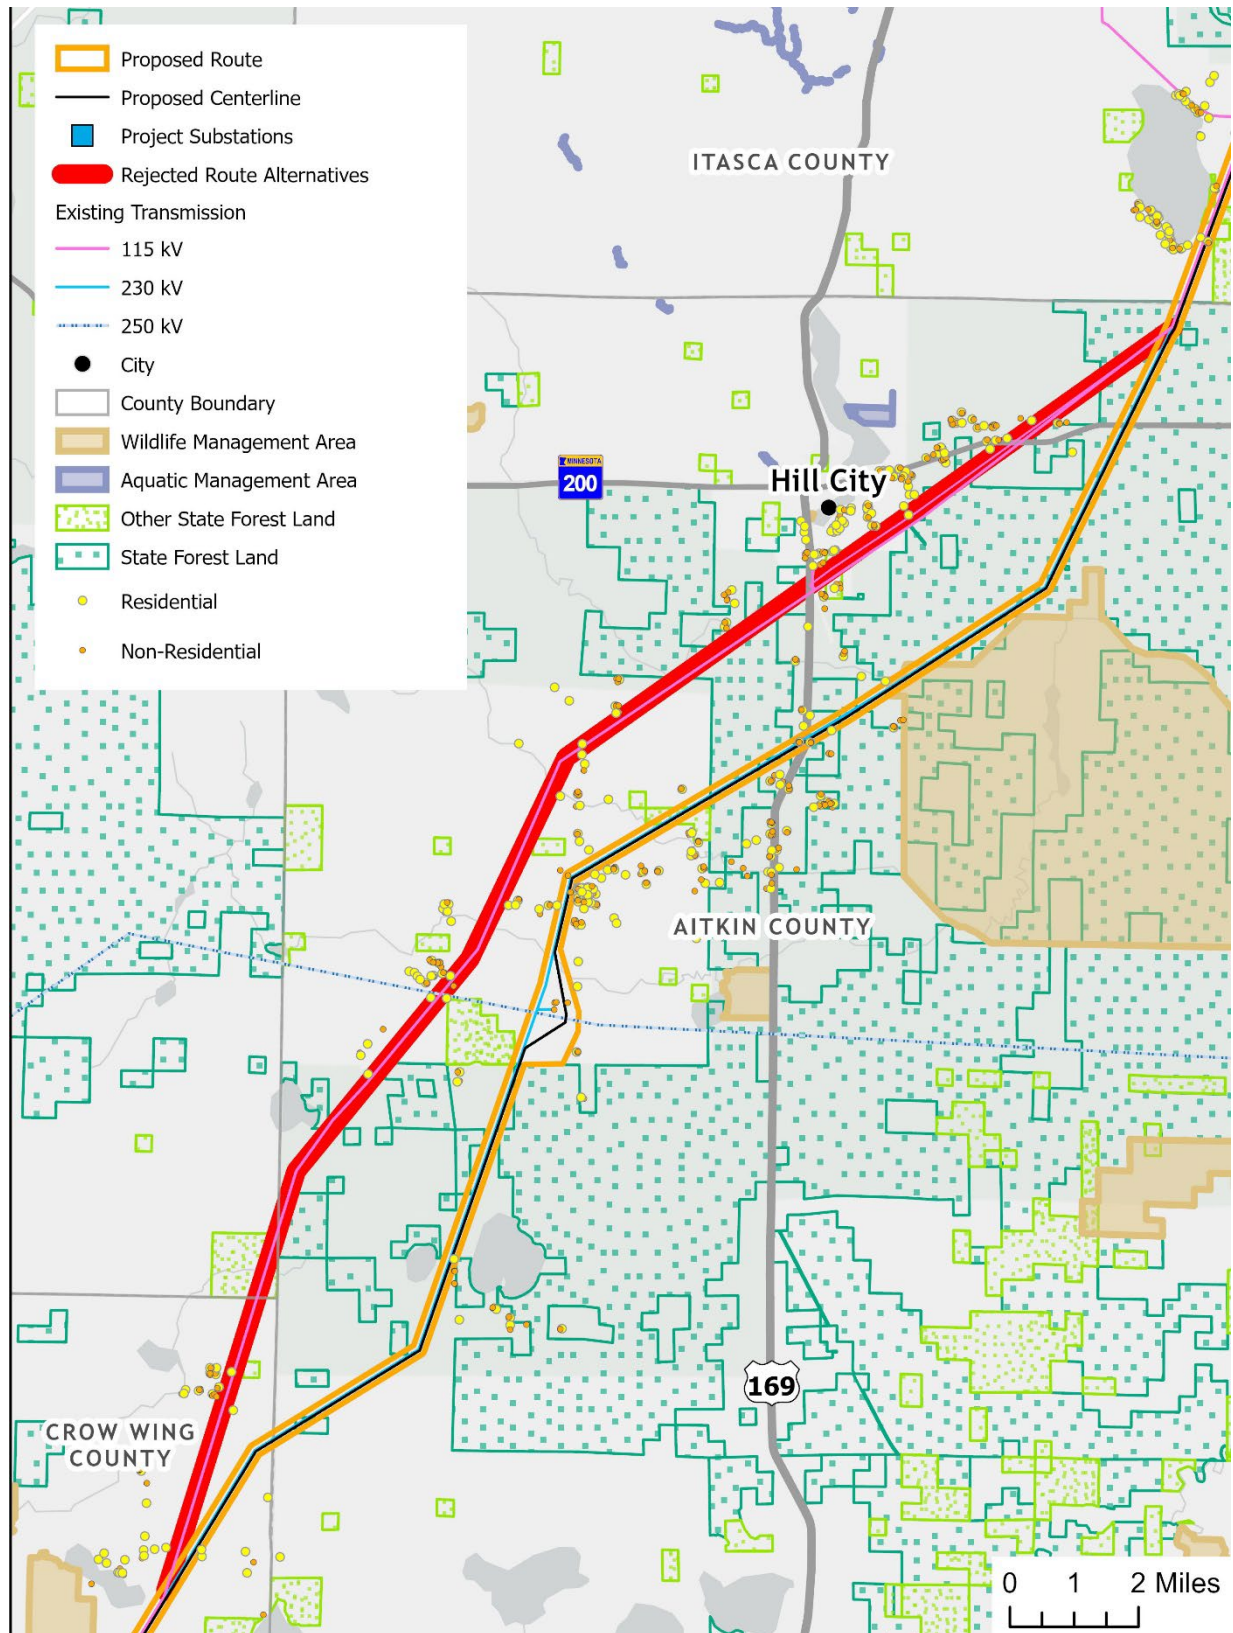 Proposed Route
Proposed Centerline
Project Substations
Rejected Route Alternatives
Existing Transmission
115 kV
230 kV
250 kV
City
County Boundary
Wildlife Management Area
Aquatic Management Area
Other State Forest Land
State Forest Land
Residential
Non-Residential
ITASCA COUNTY
MINNESOTA
200
Hill City
AITKIN COUNTY
169
CROW WING
COUNTY
0 1 2 Miles